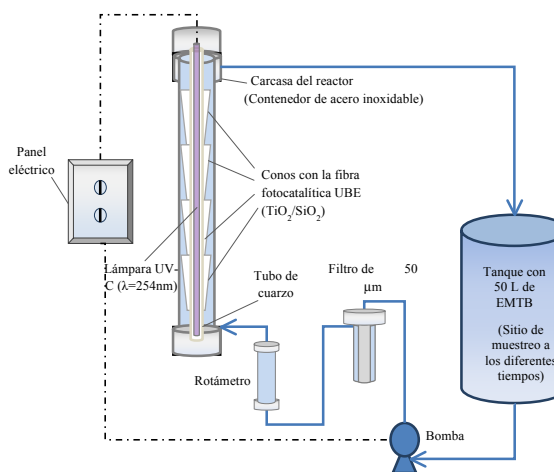 Carcasa del reactor
(Contenedor de acero inoxidable)
Panel
eléctrico
Conos con la fibra
fotocatalítica UBE
(TiO2/SiO2)
Lámpara UV-
C (λ=254nm)
Tubo de
cuarzo
Filtro de 50
µm
Tanque con
50 L de
EMTB
(Sitio de
muestreo a
los diferentes
tiempos)
Rotámetro
Bomba